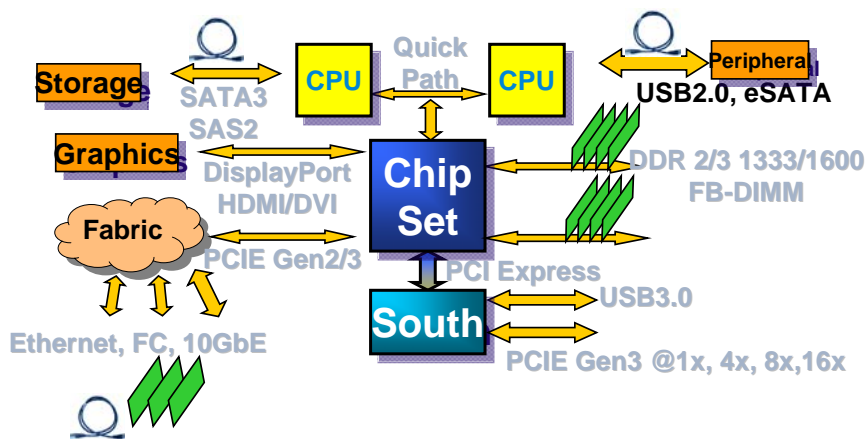 Storage
SATA3
SAS2
CPU
Quick
Path
CPU
Peripheral
USB2.0, eSATA
Graphics
DisplayPort
HDMI/DVI
Chip
Set
DDR 2/3 1333/1600
FB-DIMM
Fabric
PCIE Gen2/3
PCI Express
South
USB3.0
Ethernet, FC, 10GbE
PCIE Gen3 @1x, 4x, 8x,16x